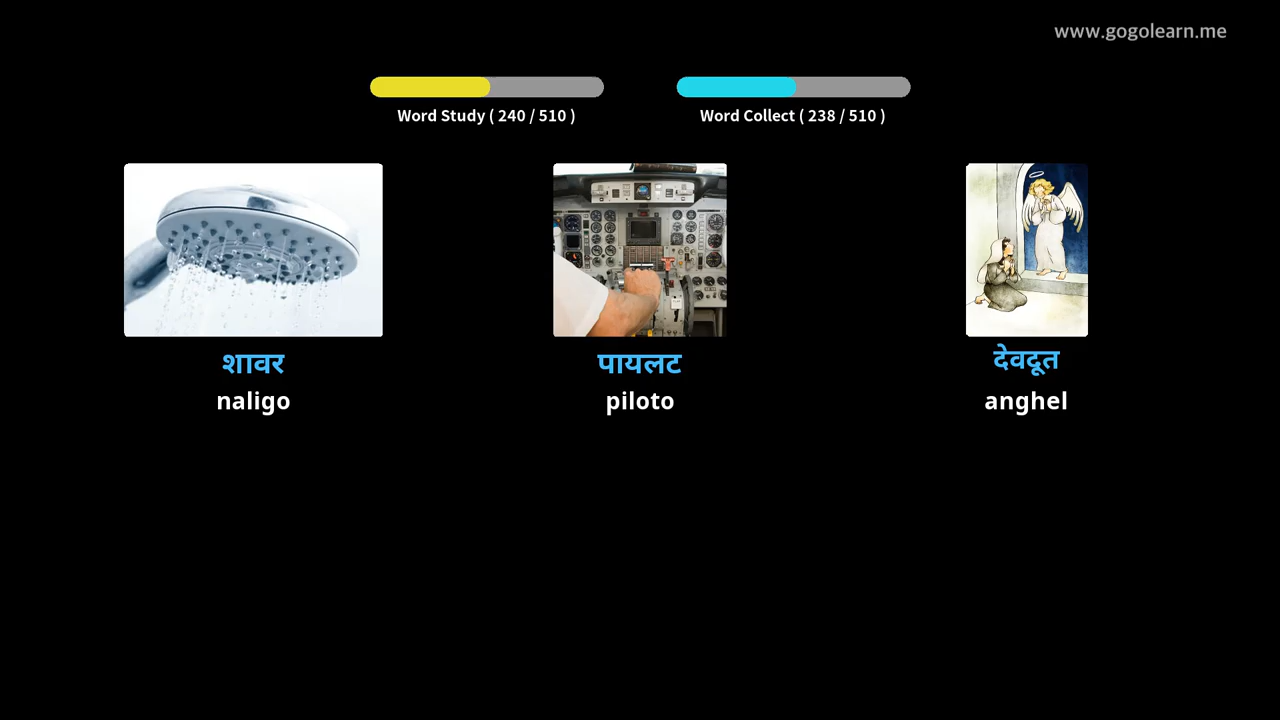 www.gogolearn.me
Word Study ( 240 / 510 )
Word Collect ( 238 / 510 )
शावर
पायलट
देवदूत
naligo
piloto
anghel